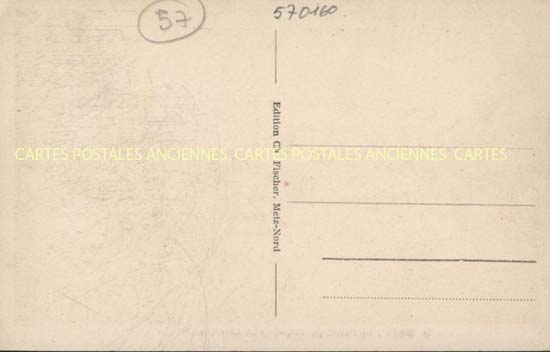 57
570160
CARTES POSTALES ANCIENNES CARTES POSTALES ANCIENNES CARTES
Edition Ch. Fischer, Metz-Nord